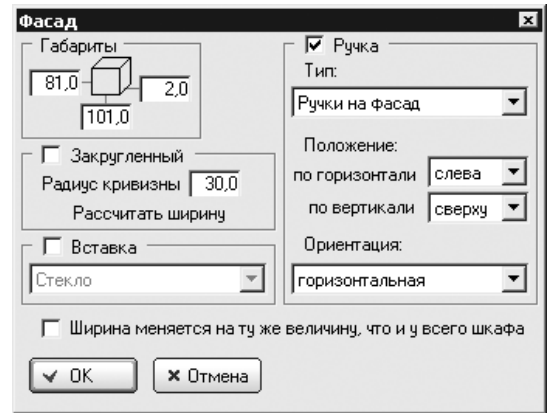 Фасад
Габариты
81,0
2,0
101,0
Закругленный
Радиус кривизны 30,0
Рассчитать ширину
Вставка
Стекло
Ручка
Тип:
Ручки на фасад
Положение:
по горизонтали слева
по вертикали сверху
Ориентация:
горизонтальная
Ширина меняется на ту же величину, что и у всего шкафа
OK
Отмена